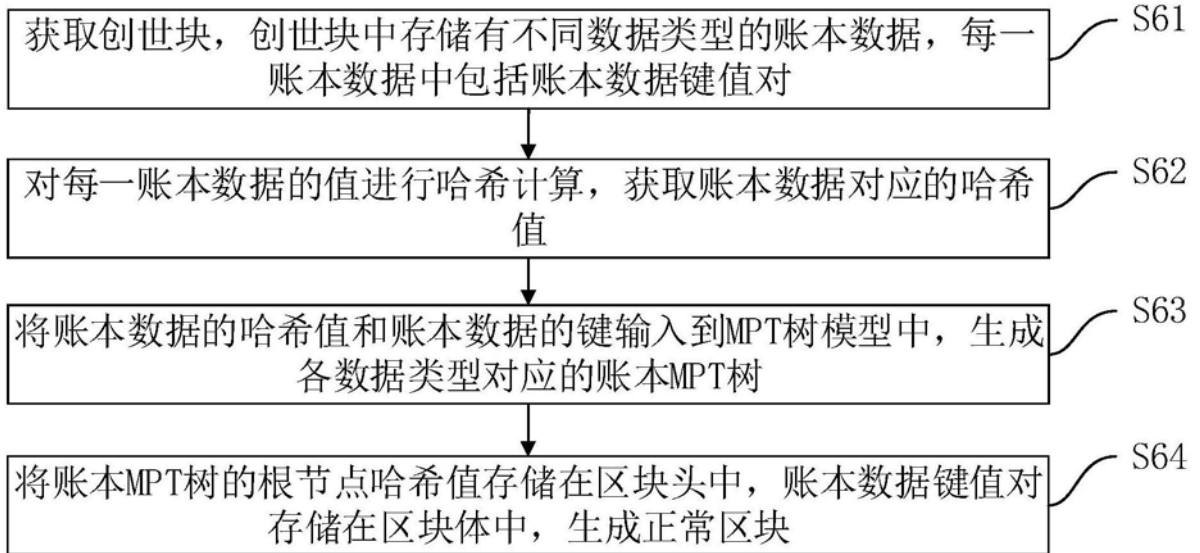 获取创世块，创世块中存储有不同数据类型的账本数据，每一
账本数据中包括账本数据键值对
S61
对每一账本数据的值进行哈希计算，获取账本数据对应的哈希
值
S62
将账本数据的哈希值和账本数据的键输入到MPT树模型中，生成
各数据类型对应的账本MPT树
S63
将账本MPT树的根节点哈希值存储在区块头中，账本数据键值对
存储在区块体中，生成正常区块
S64